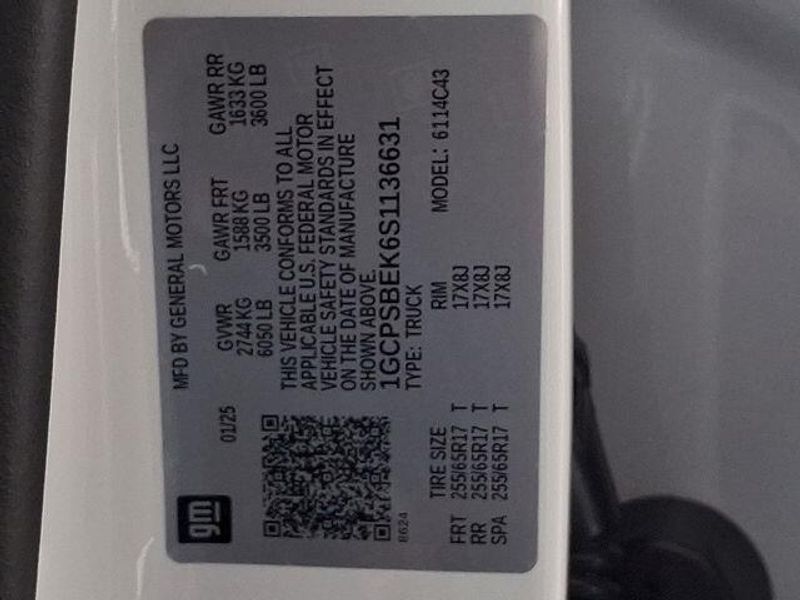 gm
01/25
MFD BY GENERAL MOTORS LLC
GVWR GAWR FRT GAWR RR
2744 KG 1588 KG 1633 KG
6050 LB 3500 LB 3600 LB
THIS VEHICLE CONFORMS TO ALL
APPLICABLE U.S. FEDERAL MOTOR
VEHICLE SAFETY STANDARDS IN EFFECT
ON THE DATE OF MANUFACTURE
SHOWN ABOVE.
1GCPSBEK6S1136631
TYPE: TRUCK
8624
TIRE SIZE RIM MODEL: 6114C43
FRT 255/65R17 T 17X8J
RR 255/65R17 T 17X8J
SPA 255/65R17 T 17X8J